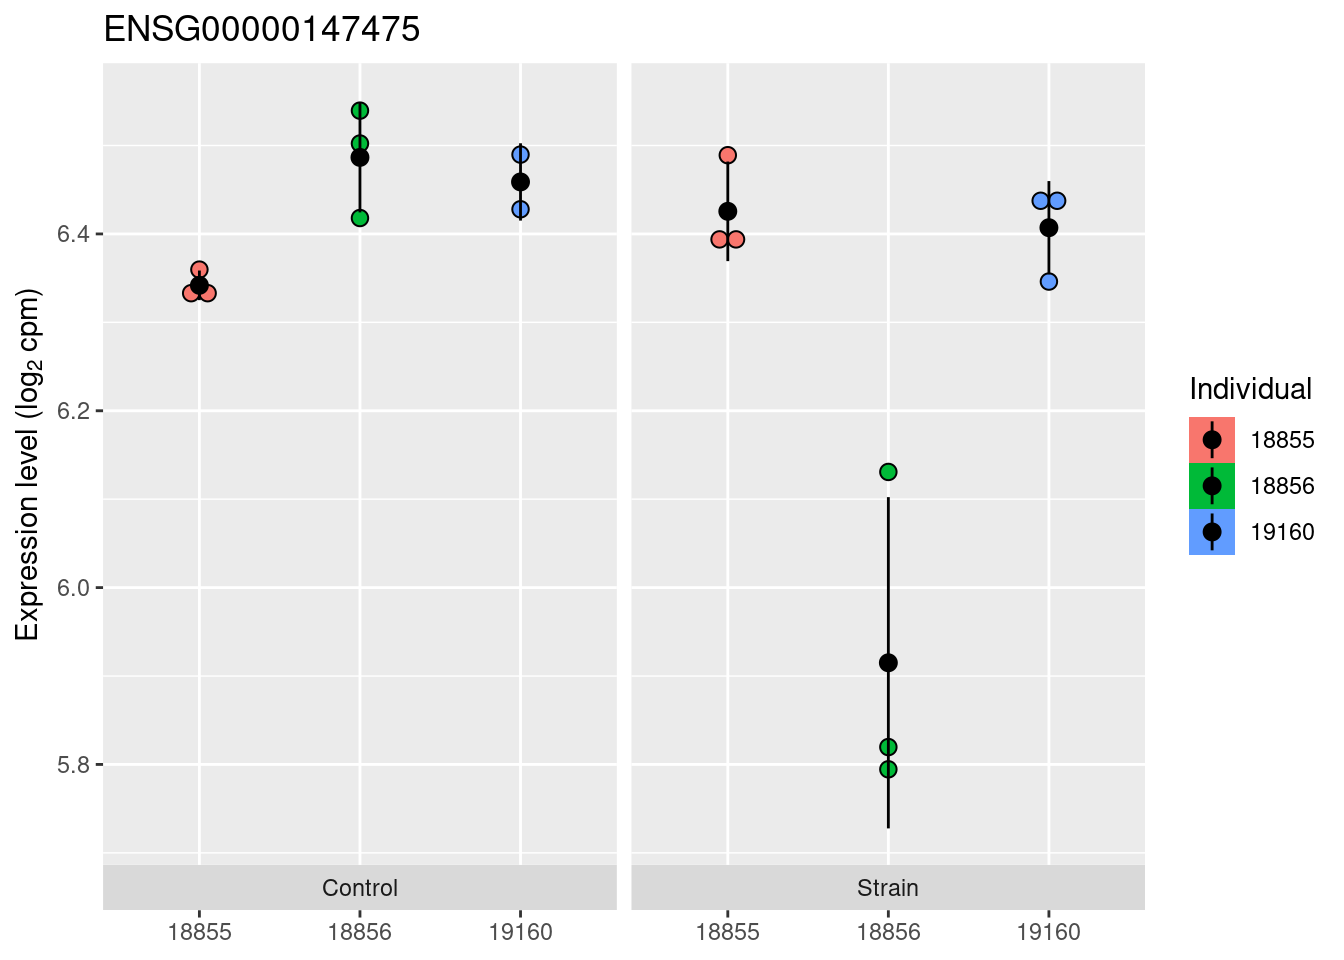 ENSG00000147475
Expression level (log2 cpm)
6.4
6.2
6.0
5.8
Control
Strain
18855
18856
19160
18855
18856
19160
Individual
18855
18856
19160